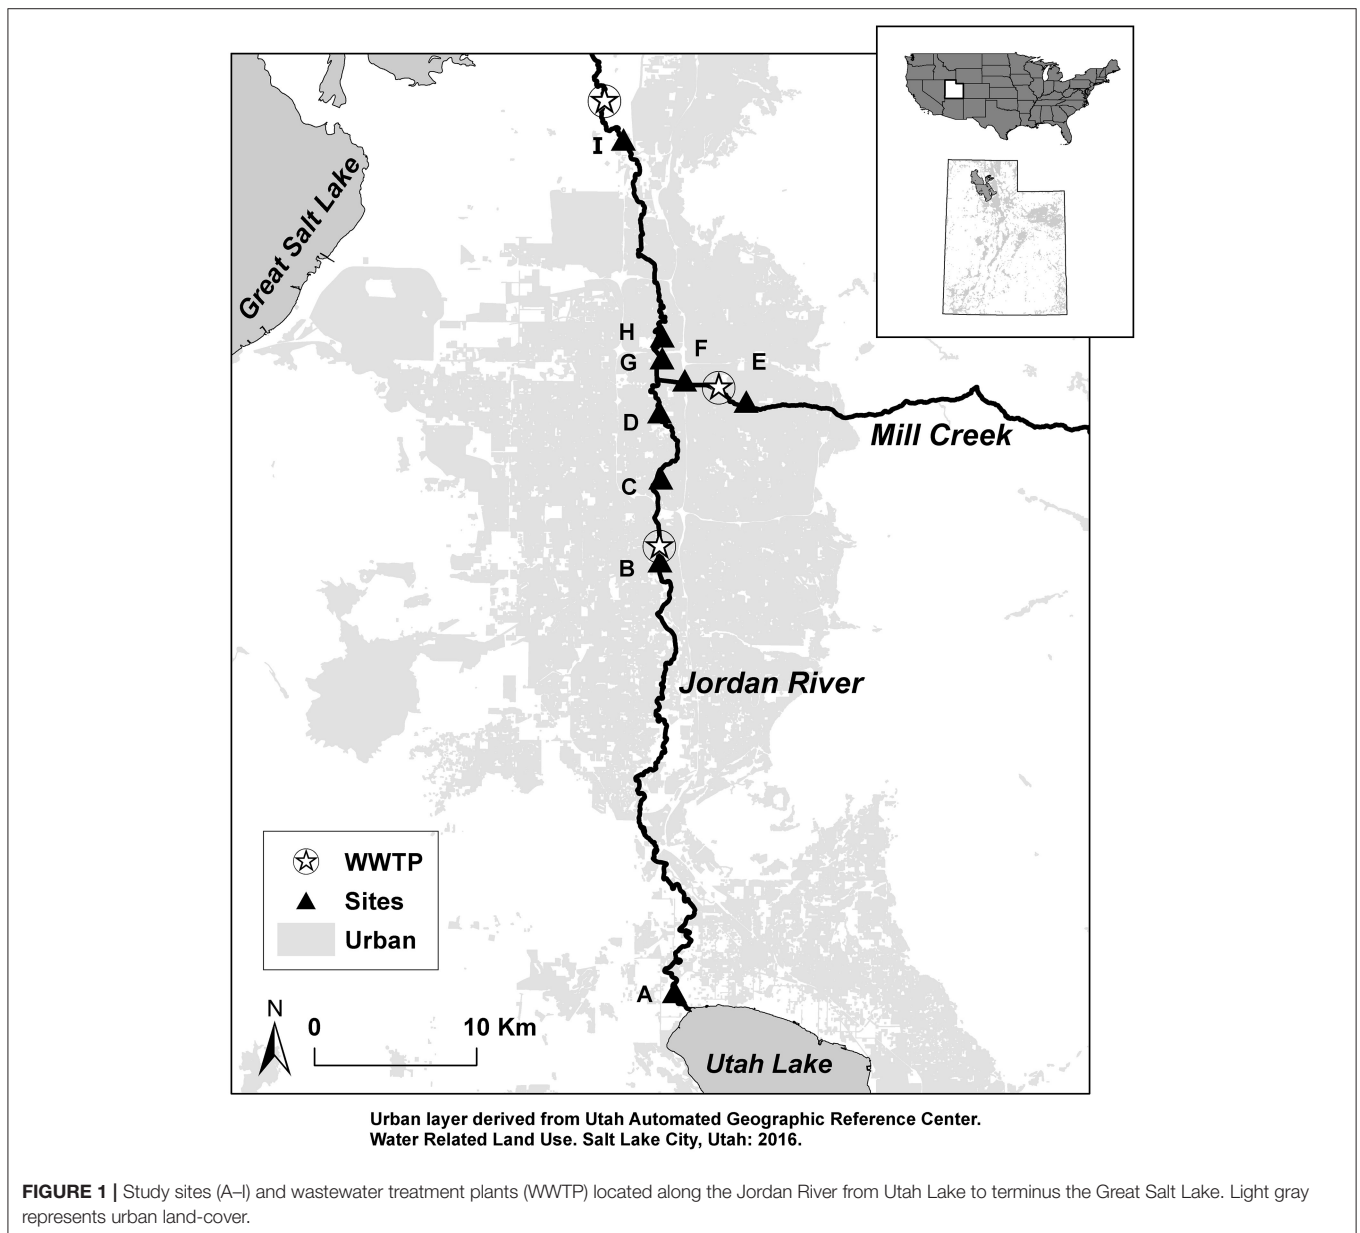 I
Great Salt Lake
H
G
F
E
D
Mill Creek
C
B
Jordan River
WWTP
Sites
Urban
A
N
0
10 Km
Utah Lake
Urban layer derived from Utah Automated Geographic Reference Center.
Water Related Land Use. Salt Lake City, Utah: 2016.
FIGURE 1 | Study sites (A–I) and wastewater treatment plants (WWTP) located along the Jordan River from Utah Lake to terminus the Great Salt Lake. Light gray
represents urban land-cover.